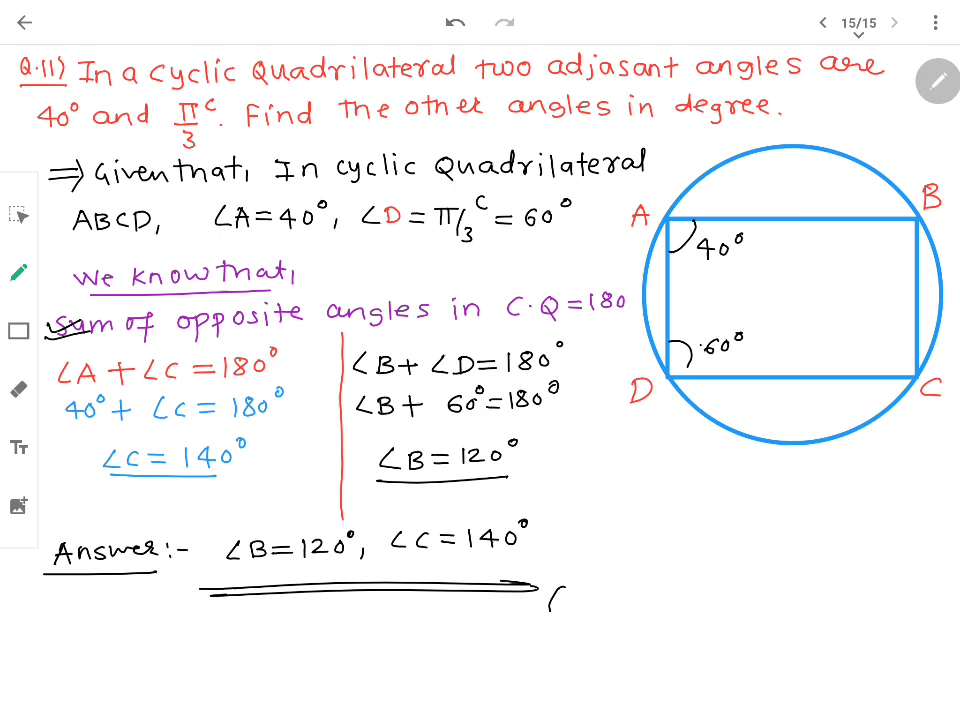 15/15
Q.11) In a cyclic Quadrilateral two adjasant angles are
40° and π/3 ᶜ. Find the other angles in degree.
⇒ Given that, In cyclic Quadrilateral
ABCD, ∠A = 40°, ∠D = π/3 ᶜ = 60°
We know that,
Sum of opposite angles in C.Q = 180
∠A + ∠C = 180°
40° + ∠C = 180°
∠C = 140°
∠B + ∠D = 180°
∠B + 60° = 180°
∠B = 120°
Answer :- ∠B = 120°, ∠C = 140°
A
B
40°
60°
D
C
Tт